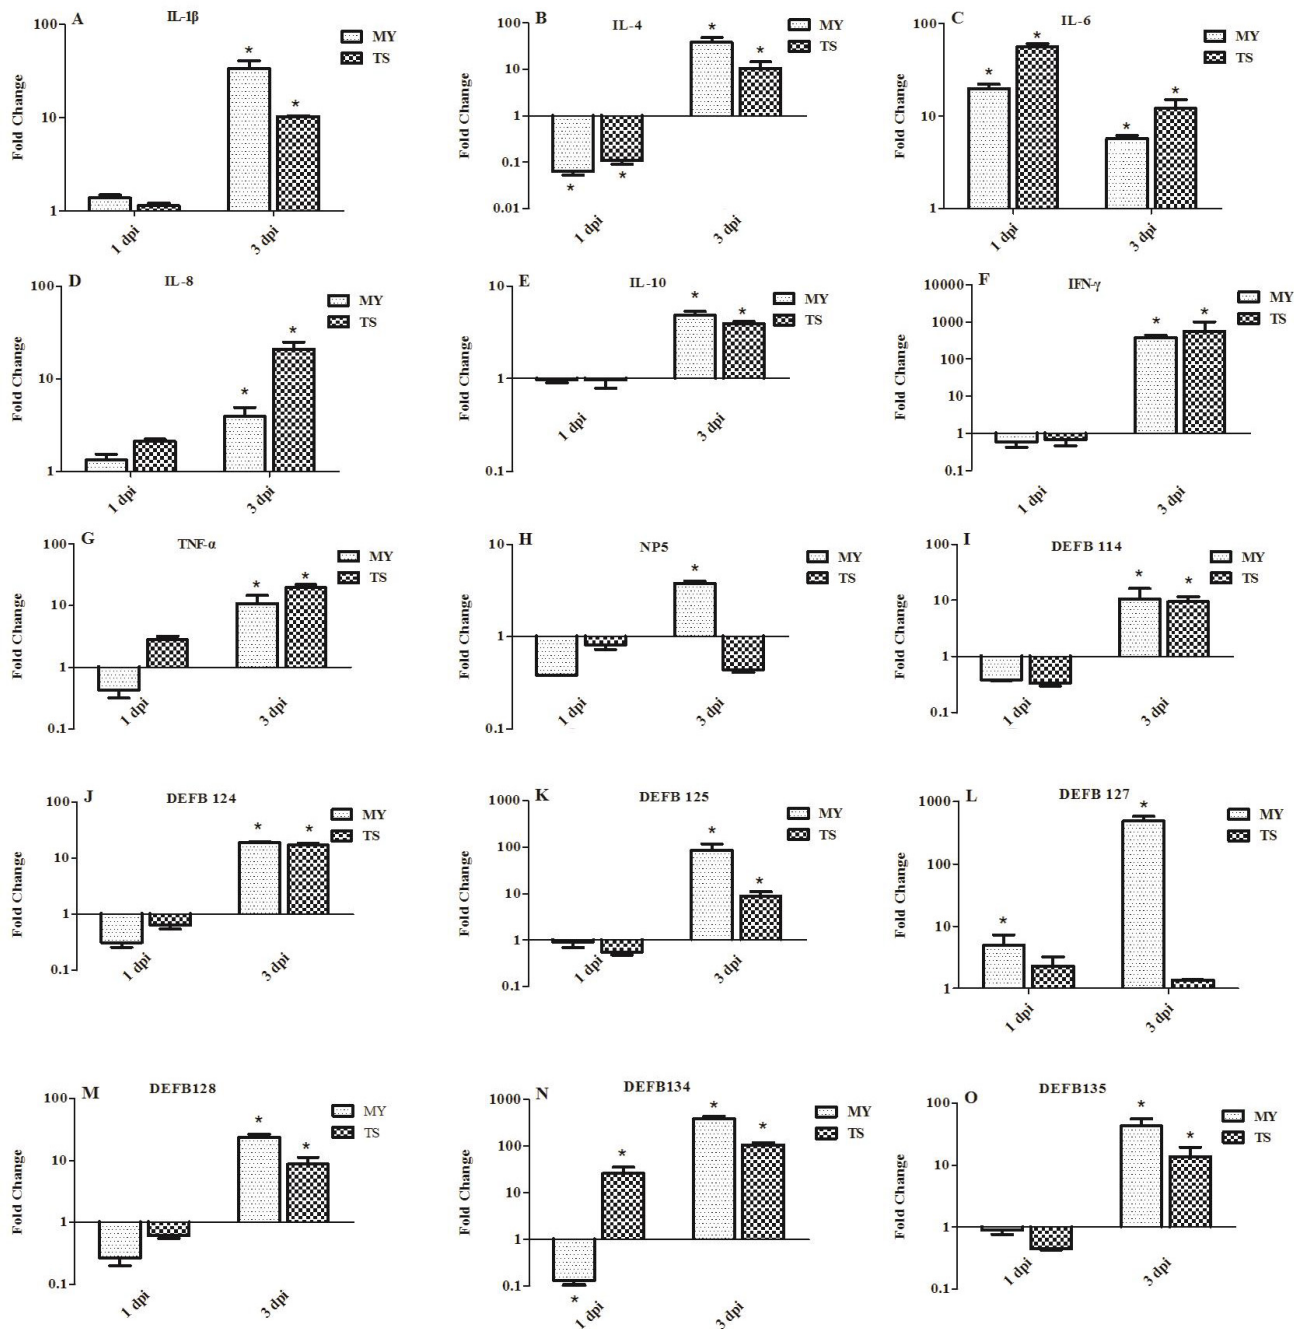 A IL-1β
100
10
1
Fold Change
MY
TS
*
*
1 dpi
3 dpi
B IL-4
100
10
1
0.1
0.01
Fold Change
MY
TS
*
*
*
*
1 dpi
3 dpi
C IL-6
100
10
1
Fold Change
MY
TS
*
*
*
*
1 dpi
3 dpi
D IL-8
100
10
1
Fold Change
MY
TS
*
*
1 dpi
3 dpi
E IL-10
10
1
0.1
Fold Change
MY
TS
*
*
1 dpi
3 dpi
F IFN-γ
10000
1000
100
10
1
0.1
Fold Change
MY
TS
*
*
1 dpi
3 dpi
G TNF-α
100
10
1
0.1
Fold Change
MY
TS
*
*
1 dpi
3 dpi
H NP5
10
1
0.1
Fold Change
MY
TS
*
1 dpi
3 dpi
I DEFB 114
100
10
1
0.1
Fold Change
MY
TS
*
*
1 dpi
3 dpi
J DEFB 124
100
10
1
0.1
Fold Change
MY
TS
*
*
1 dpi
3 dpi
K DEFB 125
1000
100
10
1
0.1
Fold Change
MY
TS
*
*
1 dpi
3 dpi
L DEFB 127
1000
100
10
1
Fold Change
MY
TS
*
*
1 dpi
3 dpi
M DEFB128
100
10
1
0.1
Fold Change
MY
TS
*
*
1 dpi
3 dpi
N DEFB134
1000
100
10
1
0.1
Fold Change
MY
TS
*
*
*
*
1 dpi
3 dpi
O DEFB135
100
10
1
0.1
Fold Change
MY
TS
*
*
1 dpi
3 dpi